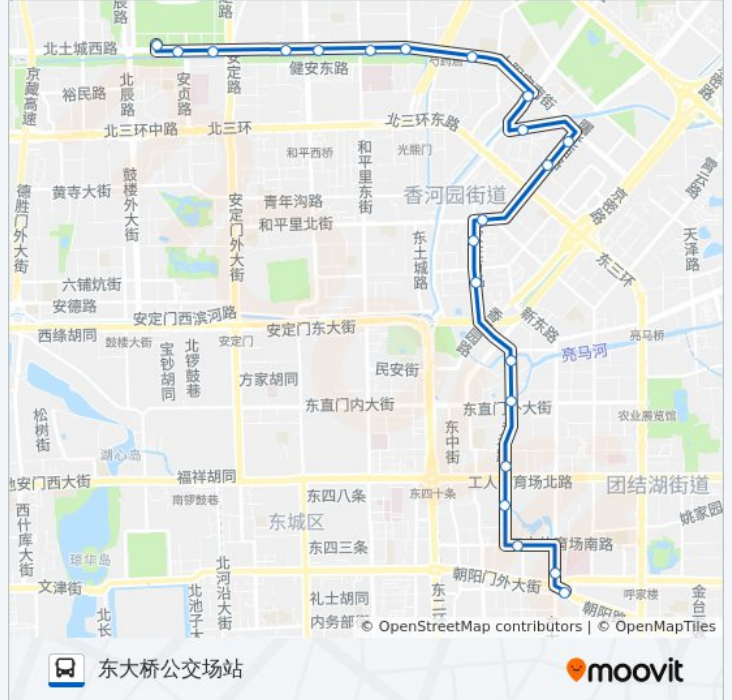 辰路
北土城西路
健安东路
芍药居
京藏高速
裕民路
北辰路
安贞路
安定路
北三环中路
北三环
北三环东路
和平西桥
和平里东街
光熙门
黄寺大街
鼓楼外大街
德胜门外大街
安定门外大街
青年沟路
和平里北街
香河园街道
京密路
天泽路
东土城路
东三环
六铺炕街
安德路
安定门西滨河路
安定门东大街
新东路
香
园路
亮马桥
亮马河
西绦胡同
鼓楼大街
安定门
宝钞胡同
北锣鼓巷
方家胡同
民安街
东直门内大街
东直门外大街
农业展览馆
松树街
东中街
湖心岛
地安门西大街
福祥胡同
南锣鼓巷
东四八条
东四十条
工人
育场北路
团结湖街道
西什库大街
东城区
东四三条
育场南路
姚家园
琼华岛
文津街
北河沿大街
北池子大
朝阳门外大街
呼家楼
金台
北长
礼士胡同
内务部
东二
朝阳路
© OpenStreetMap contributors | © OpenMapTiles
东大桥公交场站
moovit